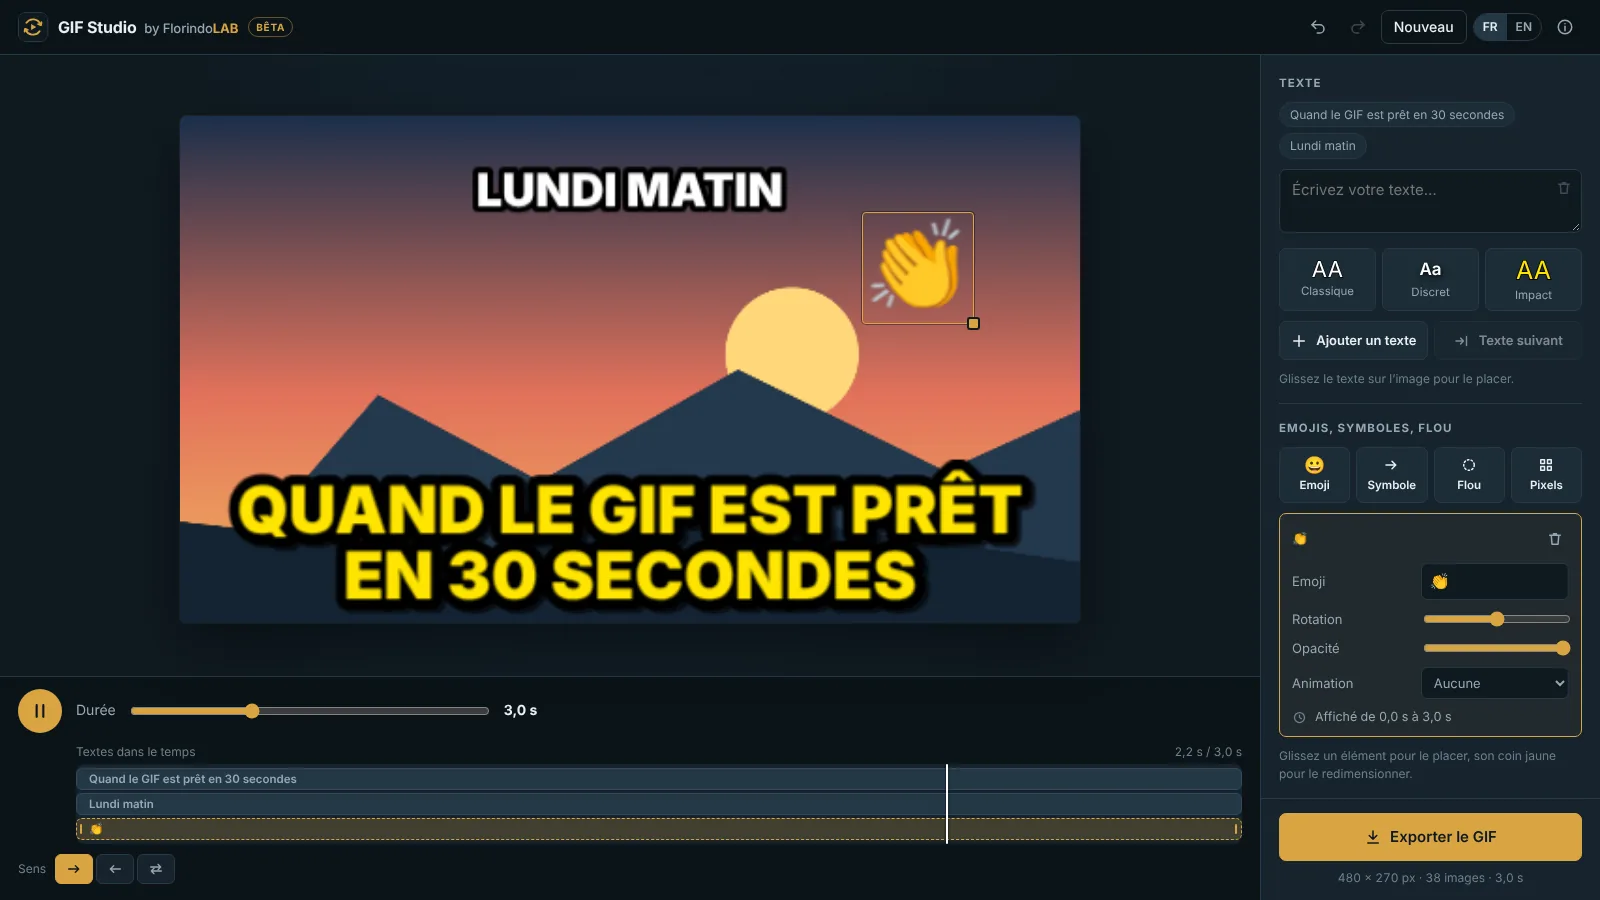 GIF Studio by FlorindoLAB BÊTA
Nouveau FR EN
LUNDI MATIN
QUAND LE GIF EST PRÊT
EN 30 SECONDES
Durée 3,0 s
Textes dans le temps 2,2 s / 3,0 s
Quand le GIF est prêt en 30 secondes
Lundi matin
Sens
TEXTE
Quand le GIF est prêt en 30 secondes
Lundi matin
Écrivez votre texte…
AA Aa AA
Classique Discret Impact
Ajouter un texte Texte suivant
Glissez le texte sur l'image pour le placer.
EMOJIS, SYMBOLES, FLOU
Emoji Symbole Flou Pixels
Emoji
Rotation
Opacité
Animation Aucune
Affiché de 0,0 s à 3,0 s
Glissez un élément pour le placer, son coin jaune
pour le redimensionner.
Exporter le GIF
480 × 270 px · 38 images · 3,0 s